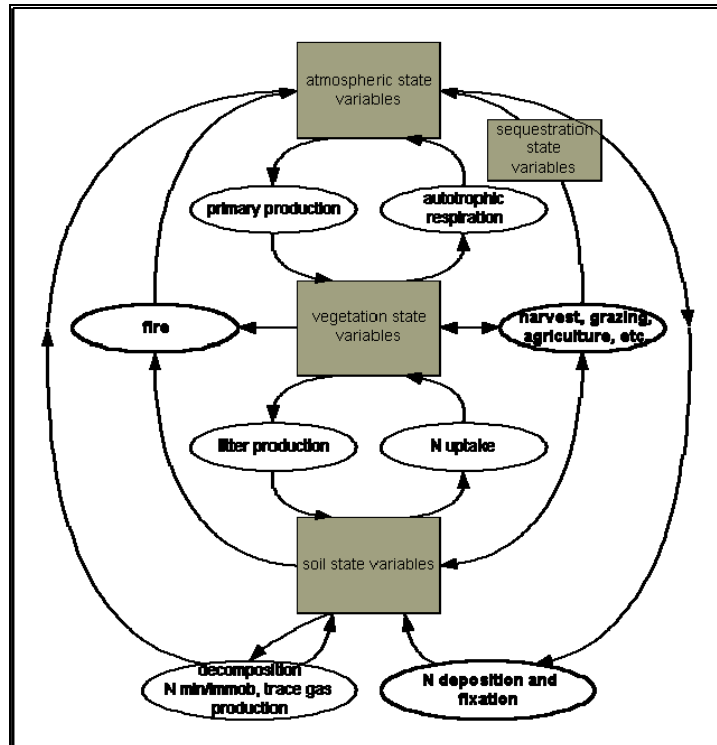 atmospheric state
variables
sequestration
state
variables
primary production
autotrophic
respiration
vegetation state
variables
fire
harvest, grazing,
agriculture, etc
litter production
N uptake
soil state variables
decomposition
N min/immob, trace gas
production
N deposition and
fixation